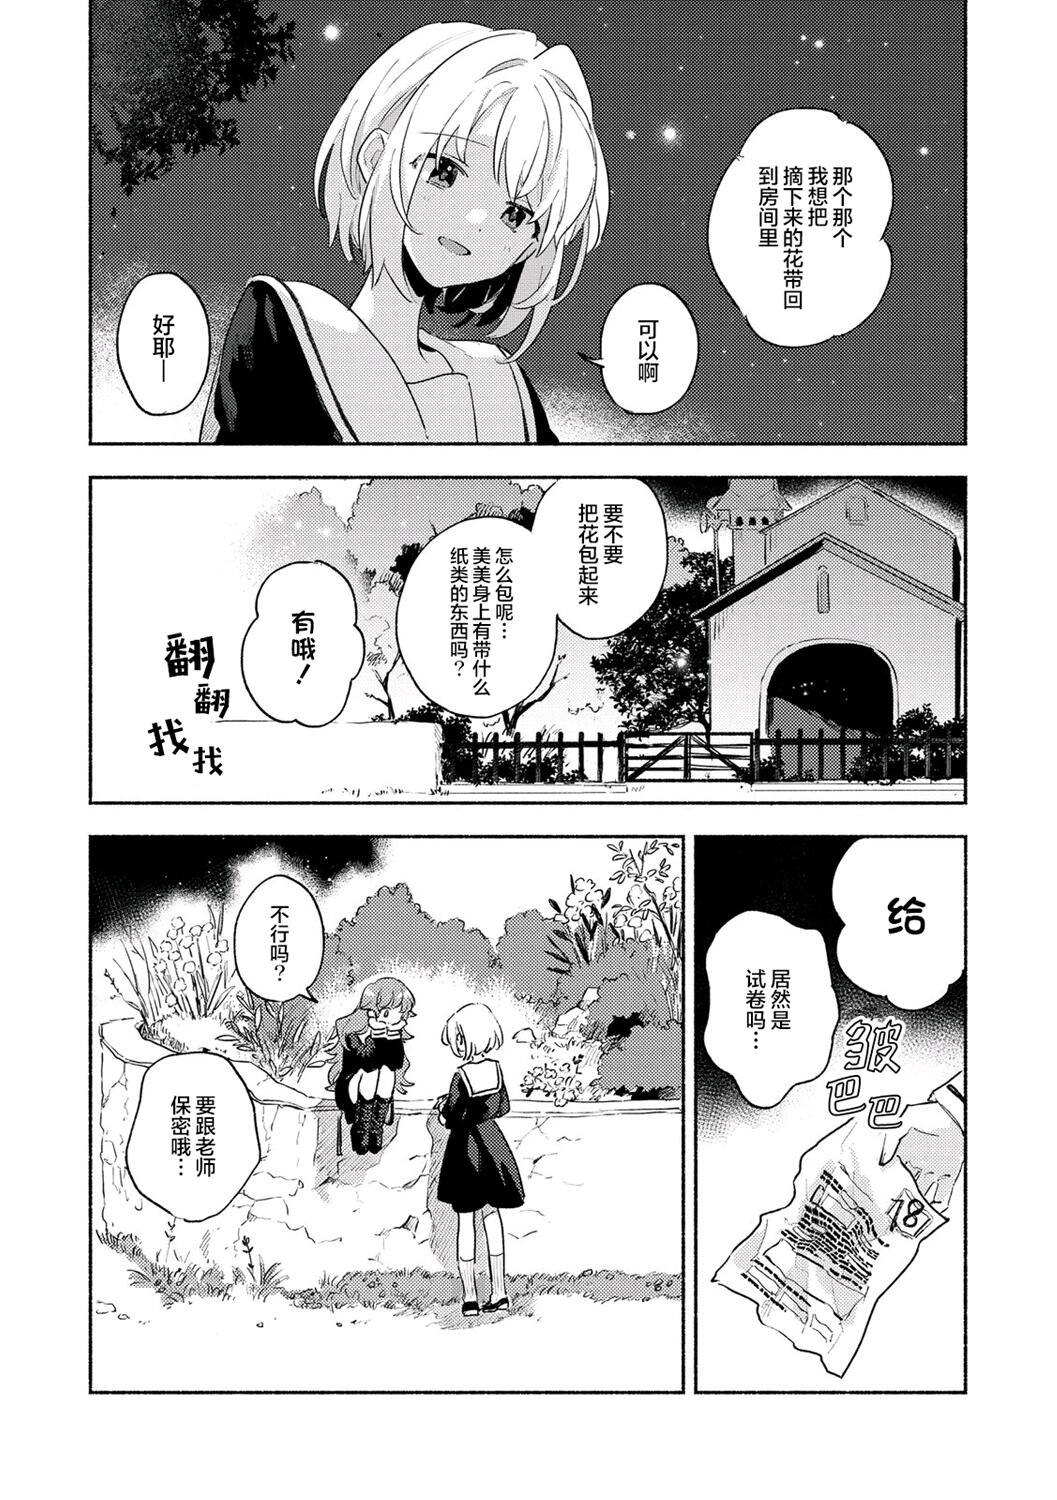 那个那个
我想把
摘下来的花带回
到房间里
可以啊
好耶—
要不要
把花包起来
怎么包呢…
美美身上有带什么
纸类的东西吗？
有哦！
翻
翻
找
找
给
居然是
试卷吗…
皱
巴
巴
78
不行吗？
要跟老师
保密哦…